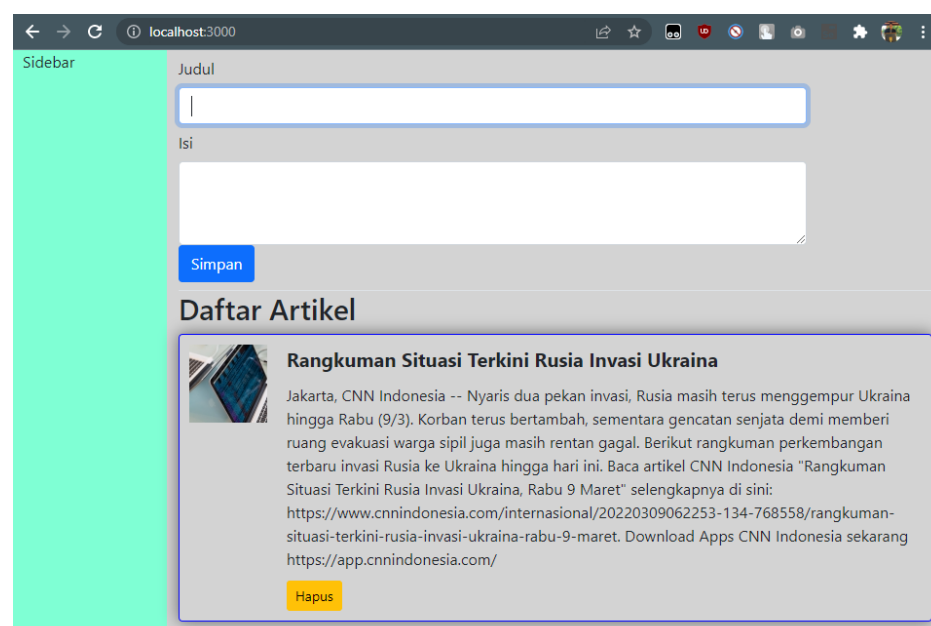 localhost:3000
Sidebar
Judul
Isi
Simpan
Daftar Artikel
Rangkuman Situasi Terkini Rusia Invasi Ukraina
Jakarta, CNN Indonesia -- Nyaris dua pekan invasi, Rusia masih terus menggempur Ukraina
hingga Rabu (9/3). Korban terus bertambah, sementara gencatan senjata demi memberi
ruang evakuasi warga sipil juga masih rentan gagal. Berikut rangkuman perkembangan
terbaru invasi Rusia ke Ukraina hingga hari ini. Baca artikel CNN Indonesia "Rangkuman
Situasi Terkini Rusia Invasi Ukraina, Rabu 9 Maret" selengkapnya di sini:
https://www.cnnindonesia.com/internasional/20220309062253-134-768558/rangkuman-
situasi-terkini-rusia-invasi-ukraina-rabu-9-maret. Download Apps CNN Indonesia sekarang
https://app.cnnindonesia.com/
Hapus